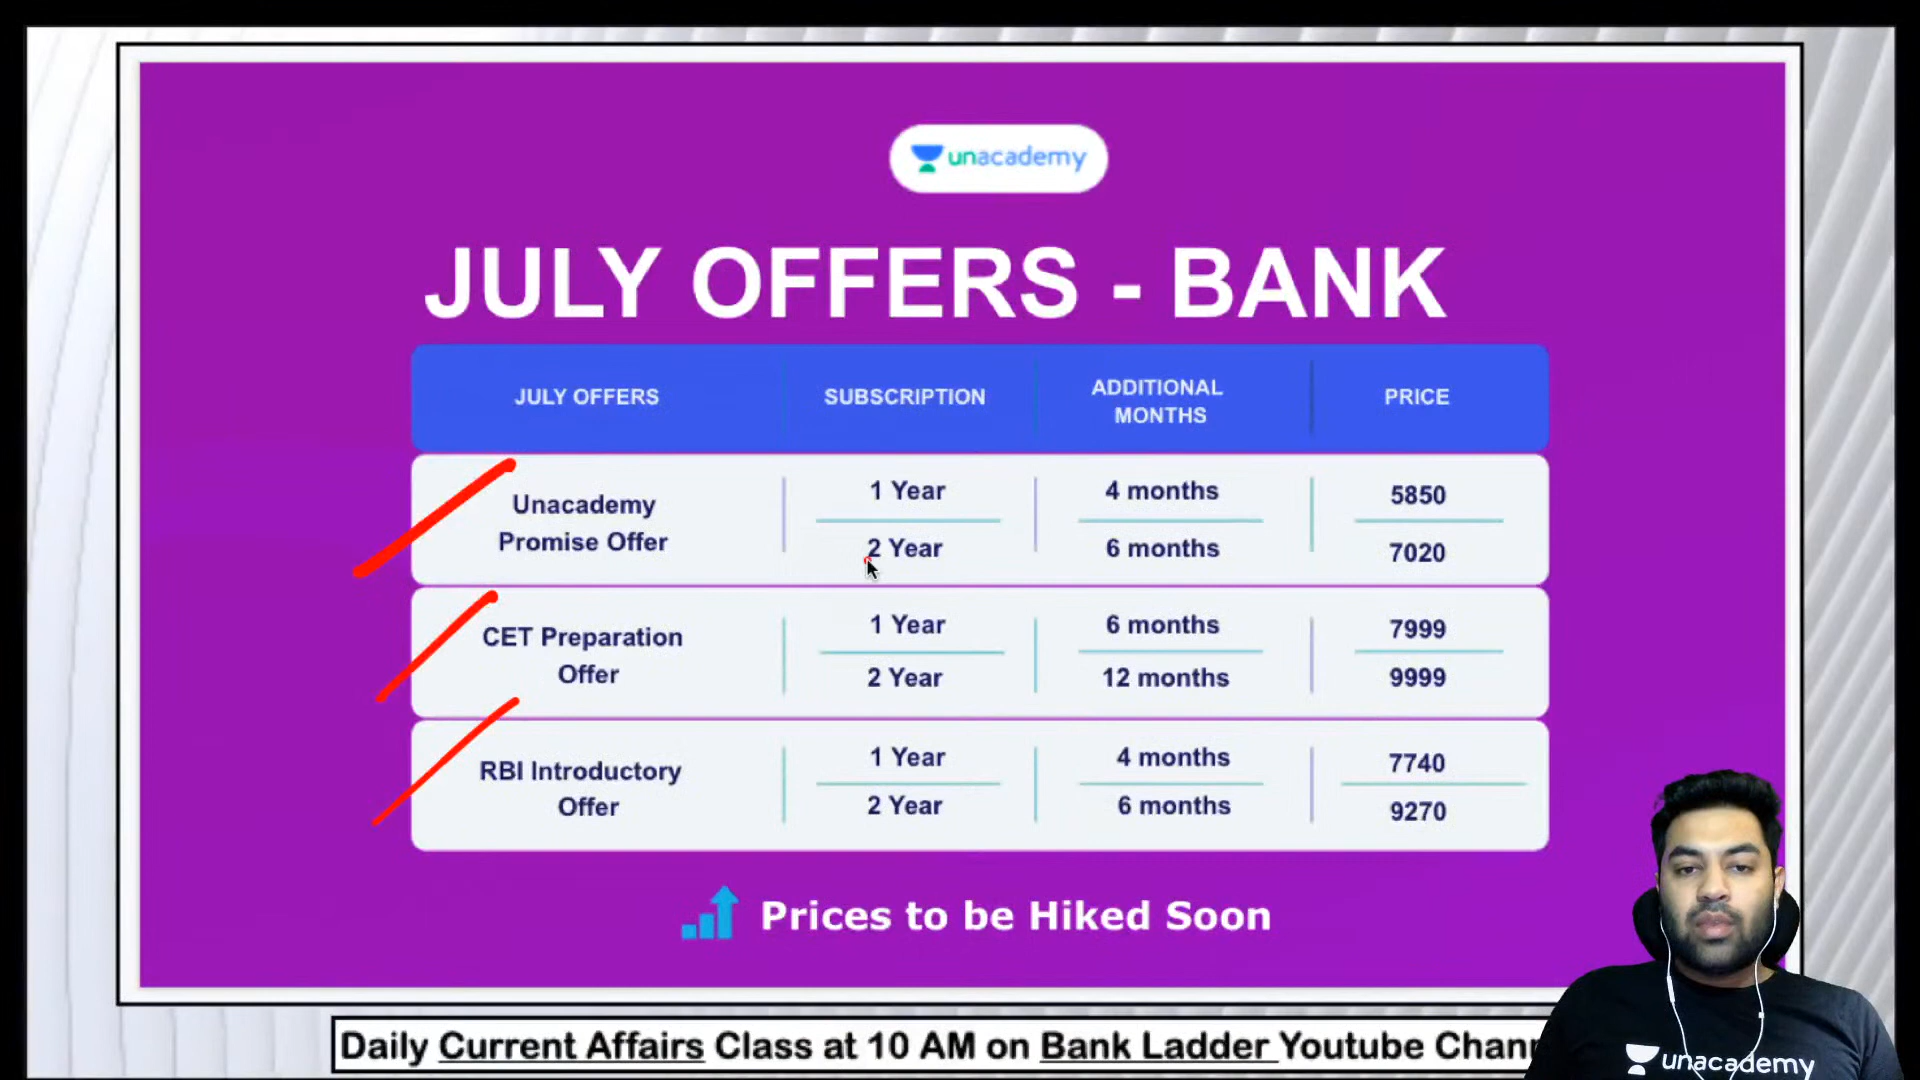 unacademy
JULY OFFERS - BANK
JULY OFFERS SUBSCRIPTION ADDITIONAL MONTHS PRICE
Unacademy Promise Offer
1 Year 4 months 5850
2 Year 6 months 7020
CET Preparation Offer
1 Year 6 months 7999
2 Year 12 months 9999
RBI Introductory Offer
1 Year 4 months 7740
2 Year 6 months 9270
Prices to be Hiked Soon
Daily Current Affairs Class at 10 AM on Bank Ladder Youtube Chann
unacademy